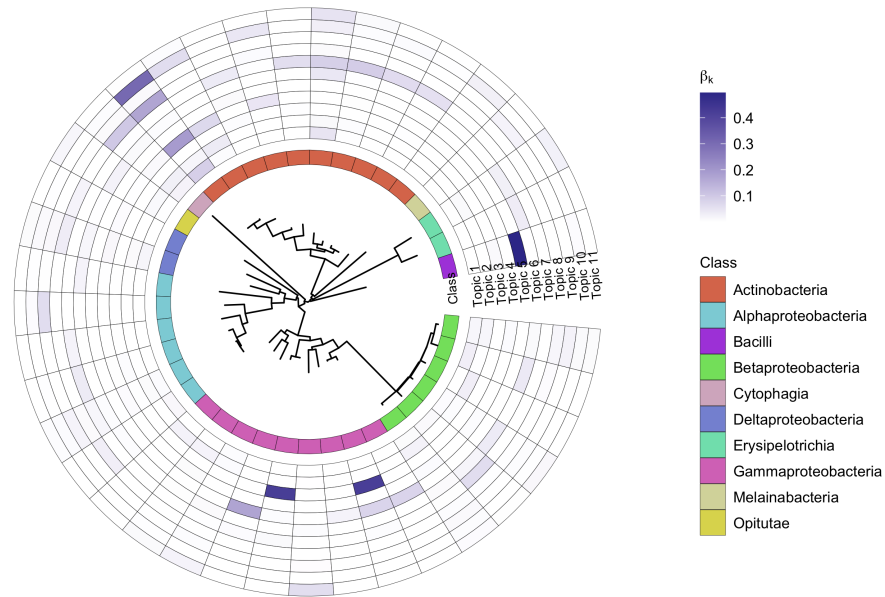 βk
0.4
0.3
0.2
0.1
Class
Topic 1
Topic 2
Topic 3
Topic 4
Topic 5
Topic 6
Topic 7
Topic 8
Topic 9
Topic 10
Topic 11
Class
Actinobacteria
Alphaproteobacteria
Bacilli
Betaproteobacteria
Cytophagia
Deltaproteobacteria
Erysipelotrichia
Gammaproteobacteria
Melainabacteria
Opitutae